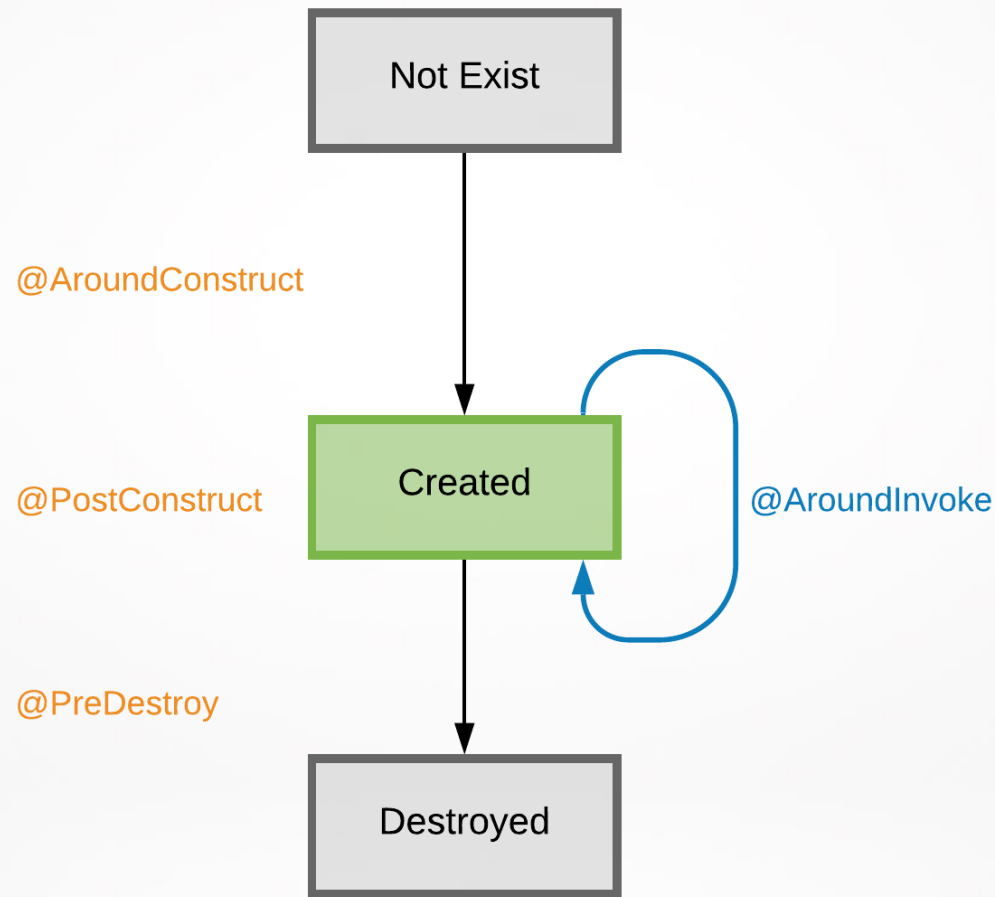 Not Exist
@AroundConstruct
Created
@PostConstruct
@AroundInvoke
@PreDestroy
Destroyed